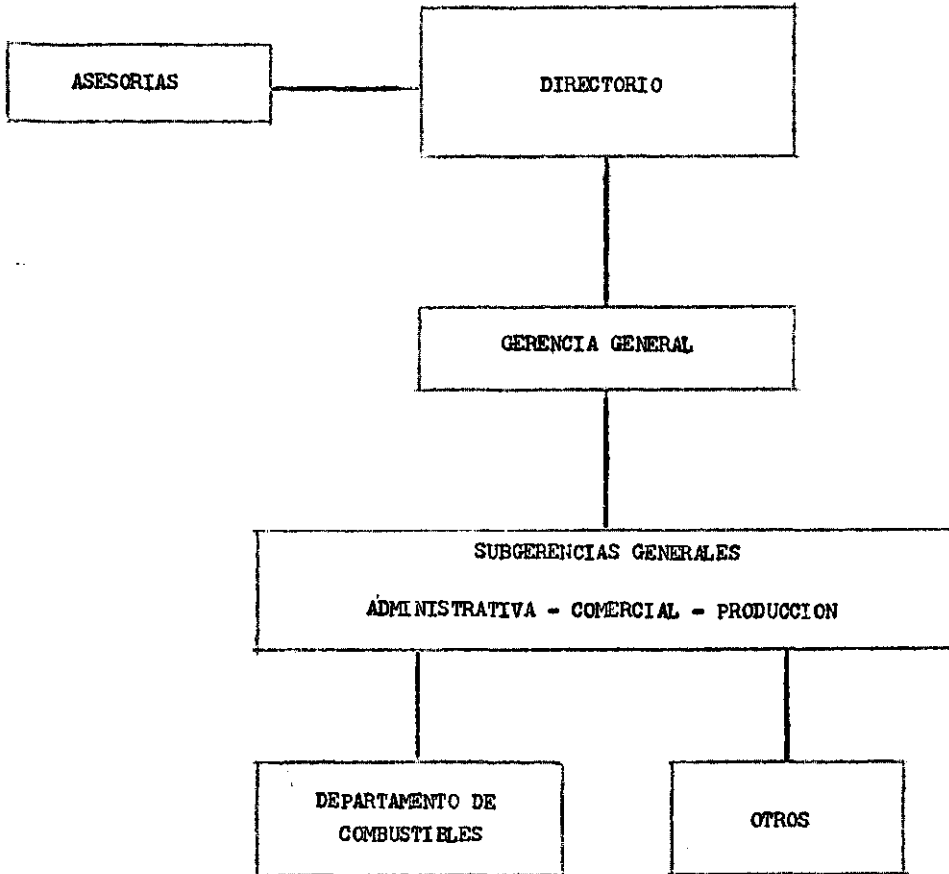 ASESORIAS
DIRECTORIO
GERENCIA GENERAL
SUBGERENCIAS GENERALES
ADMINISTRATIVA - COMERCIAL - PRODUCCION
DEPARTAMENTO DE
COMBUSTIBLES
OTROS